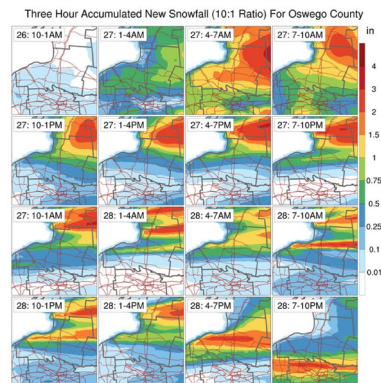 Three Hour Accumulated New Snowfall (10:1 Ratio) For Oswego County
in
26: 10-1AM
27: 1-4AM
27: 4-7AM
27: 7-10AM
27: 10-1PM
27: 1-4PM
27: 4-7PM
27: 7-10PM
27: 10-1AM
28: 1-4AM
28: 4-7AM
28: 7-10AM
28: 10-1PM
28: 1-4PM
28: 4-7PM
28: 7-10PM
4
3
2
1.5
1
0.75
0.5
0.25
0.1
0.01